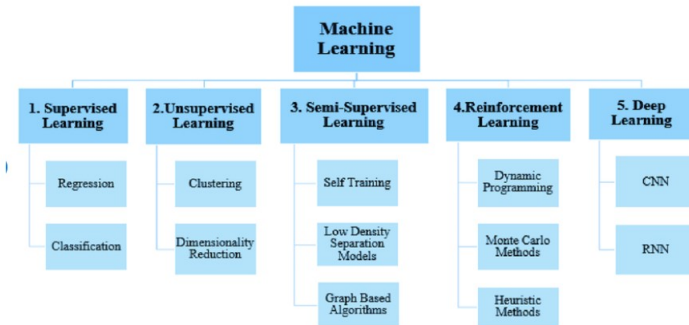 Machine
Learning
1. Supervised
Learning
2.Unsupervised
Learning
3. Semi-Supervised
Learning
4.Reinforcement
Learning
5. Deep
Learning
Regression
Classification
Clustering
Dimensionality
Reduction
Self Training
Low Density
Separation
Models
Graph Based
Algorithms
Dynamic
Programming
Monte Carlo
Methods
Heuristic
Methods
CNN
RNN